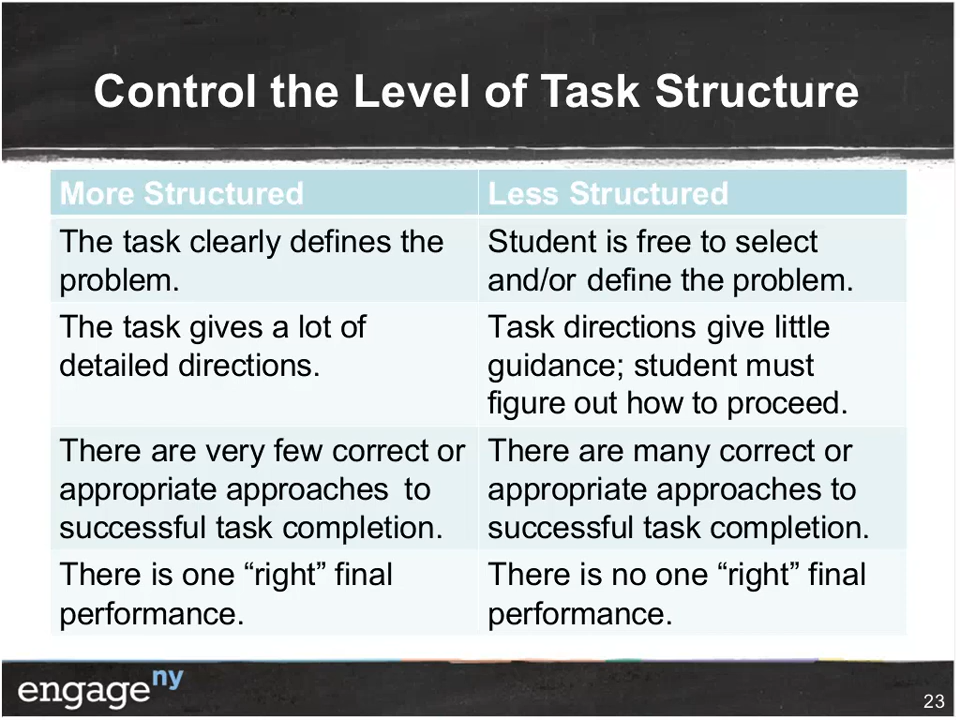 Control the Level of Task Structure
More Structured
Less Structured
The task clearly defines the
problem.
Student is free to select
and/or define the problem.
The task gives a lot of
detailed directions.
Task directions give little
guidance; student must
figure out how to proceed.
There are very few correct or
appropriate approaches to
successful task completion.
There are many correct or
appropriate approaches to
successful task completion.
There is one “right” final
performance.
There is no one “right” final
performance.
engageny
23